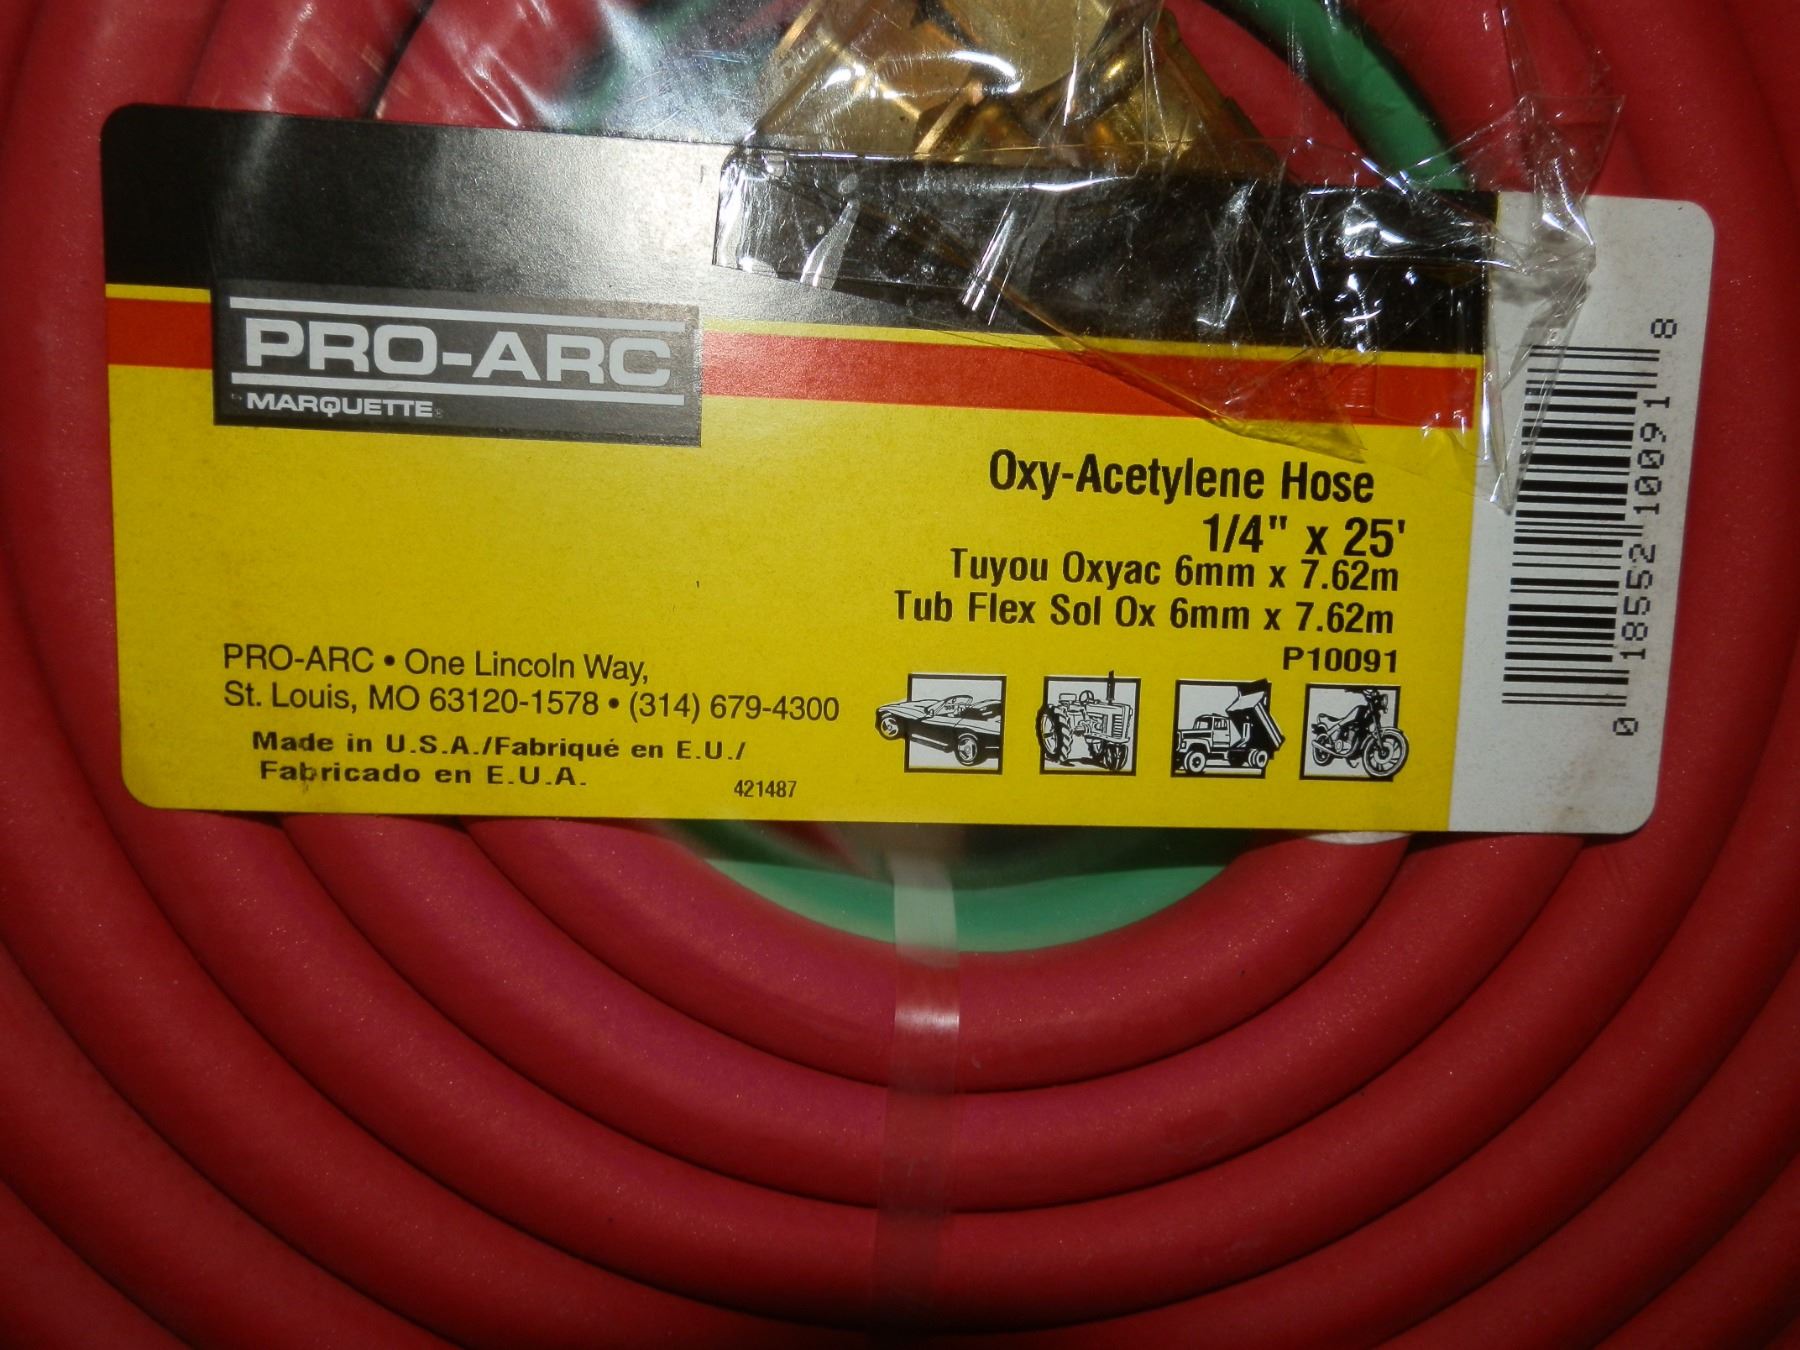 PRO-ARC
MARQUETTE
Oxy-Acetylene Hose
1/4" x 25'
Tuyou Oxyac 6mm x 7.62m
Tub Flex Sol Ox 6mm x 7.62m
P10091
PRO-ARC • One Lincoln Way,
St. Louis, MO 63120-1578 • (314) 679-4300
Made in U.S.A./Fabriqué en E.U./
Fabricado en E.U.A.
421487
0 18552 10091 8